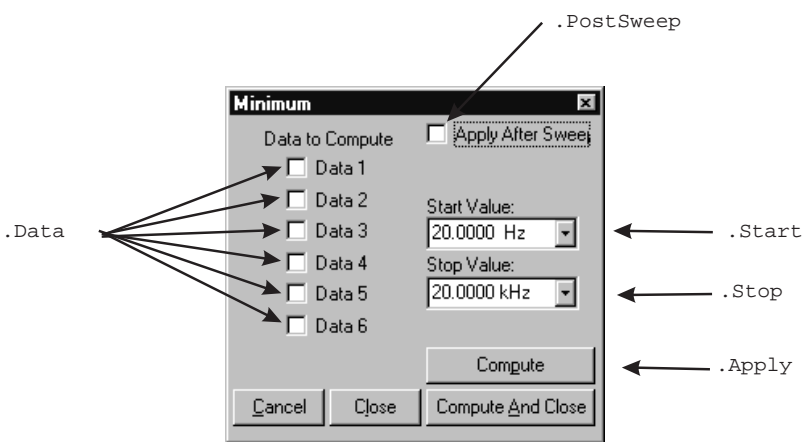 .PostSweep
Minimum
Data to Compute
Apply After Sweep
Data 1
Data 2
Data 3
Data 4
Data 5
Data 6
.Data
Start Value:
20.0000 Hz
.Start
Stop Value:
20.0000 kHz
.Stop
Compute
.Apply
Cancel
Close
Compute And Close